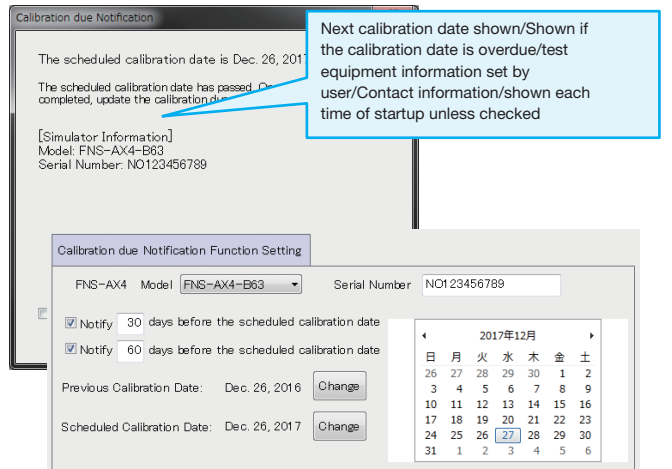 Calibration due Notification
Next calibration date shown/Shown if
the calibration date is overdue/test
equipment information set by
user/Contact information/shown each
time of startup unless checked
The scheduled calibration date is Dec. 26, 201
The scheduled calibration date has passed.
completed, update the calibration
[Simulator Information]
Model: FNS-AX4-B63
Serial Number: NO123456789
Calibration due Notification Function Setting
FNS-AX4 Model FNS-AX4-B63 Serial Number NO123456789
Notify 30 days before the scheduled calibration date
Notify 60 days before the scheduled calibration date
Previous Calibration Date: Dec. 26, 2016 Change
Scheduled Calibration Date: Dec. 26, 2017 Change
2017年12月
日 月 火 水 木 金 土
26 27 28 29 30 1 2
3 4 5 6 7 8 9
10 11 12 13 14 15 16
17 18 19 20 21 22 23
24 25 26 27 28 29 30
31 1 2 3 4 5 6